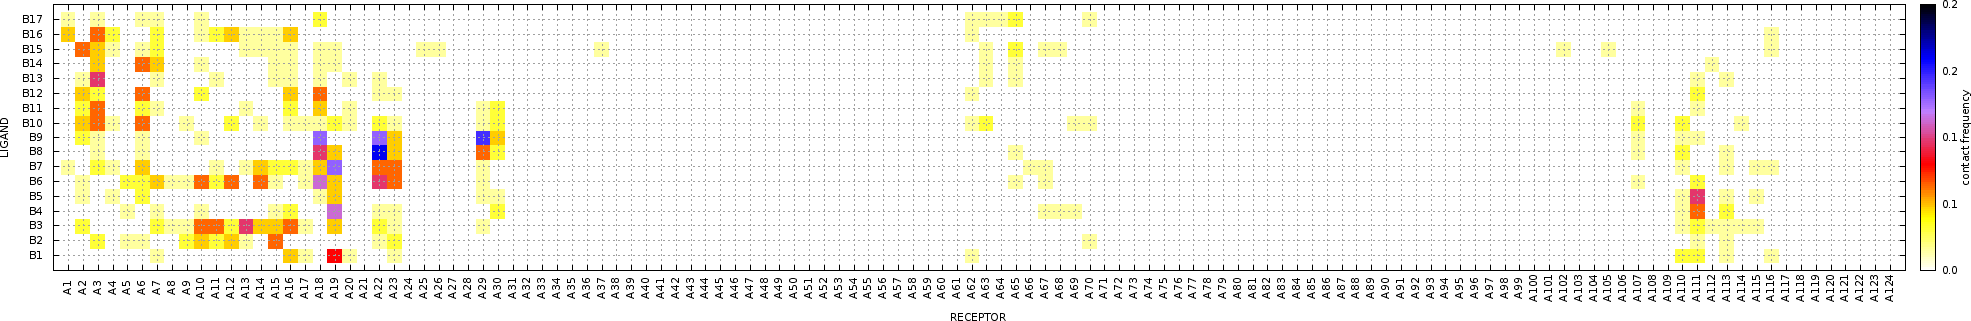 B17
B16
B15
B14
B13
B12
B11
B10
B9
B8
B7
B6
B5
B4
B3
B2
B1
LIGAND
A1 A2 A3 A4 A5 A6 A7 A8 A9 A10 A11 A12 A13 A14 A15 A16 A17 A18 A19 A20 A21 A22 A23 A24 A25 A26 A27 A28 A29 A30 A31 A32 A33 A34 A35 A36 A37 A38 A39 A40 A41 A42 A43 A44 A45 A46 A47 A48 A49 A50 A51 A52 A53 A54 A55 A56 A57 A58 A59 A60 A61 A62 A63 A64 A65 A66 A67 A68 A69 A70 A71 A72 A73 A74 A75 A76 A77 A78 A79 A80 A81 A82 A83 A84 A85 A86 A87 A88 A89 A90 A91 A92 A93 A94 A95 A96 A97 A98 A99 A100 A101 A102 A103 A104 A105 A106 A107 A108 A109 A110 A111 A112 A113 A114 A115 A116 A117 A118 A119 A120 A121 A122 A123 A124
RECEPTOR
0.2
0.2
0.1
0.1
0.0
contact frequency